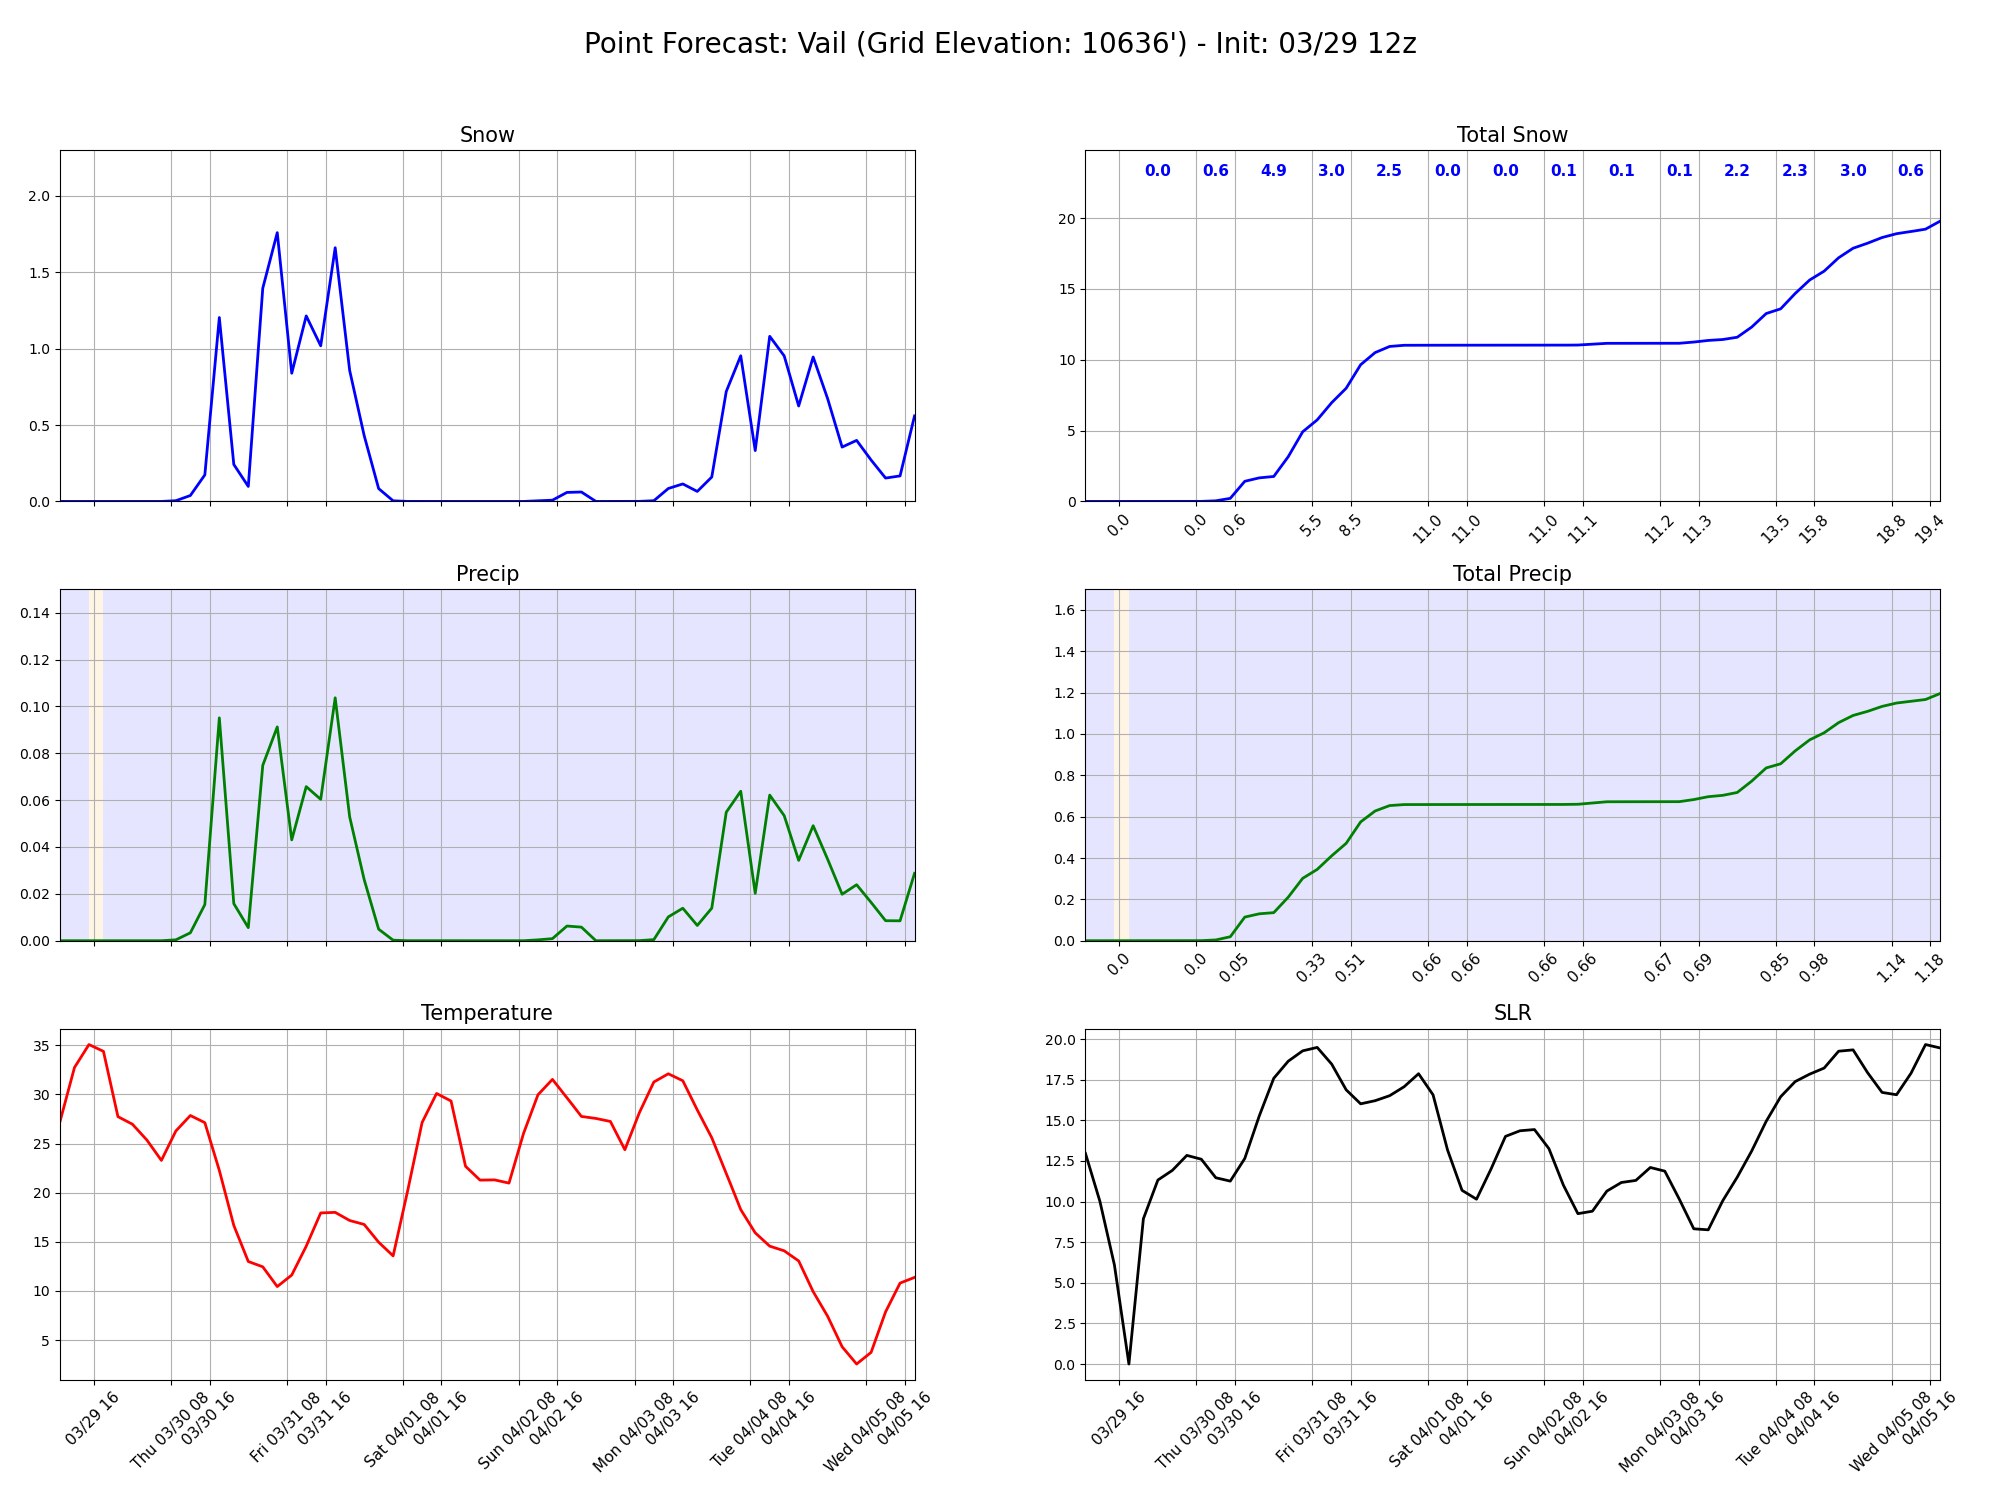 Point Forecast: Vail (Grid Elevation: 10636') - Init: 03/29 12z
Snow
2.0
1.5
1.0
0.5
0.0
Total Snow
0.0 0.6 4.9 3.0 2.5 0.0 0.0 0.1 0.1 0.1 2.2 2.3 3.0 0.6
20
15
10
5
0
0.0 0.0 0.6 5.5 8.5 11.0 11.0 11.0 11.1 11.2 11.3 13.5 15.8 18.8 19.4
Precip
0.14
0.12
0.10
0.08
0.06
0.04
0.02
0.00
Total Precip
1.6
1.4
1.2
1.0
0.8
0.6
0.4
0.2
0.0
0.0 0.0 0.05 0.33 0.51 0.66 0.66 0.66 0.66 0.67 0.69 0.85 0.98 1.14 1.18
Temperature
35
30
25
20
15
10
5
03/29 16
Thu 03/30 08
03/30 16
Fri 03/31 08
03/31 16
Sat 04/01 08
04/01 16
Sun 04/02 08
04/02 16
Mon 04/03 08
04/03 16
Tue 04/04 08
04/04 16
Wed 04/05 08
04/05 16
SLR
20.0
17.5
15.0
12.5
10.0
7.5
5.0
2.5
0.0
03/29 16
Thu 03/30 08
03/30 16
Fri 03/31 08
03/31 16
Sat 04/01 08
04/01 16
Sun 04/02 08
04/02 16
Mon 04/03 08
04/03 16
Tue 04/04 08
04/04 16
Wed 04/05 08
04/05 16